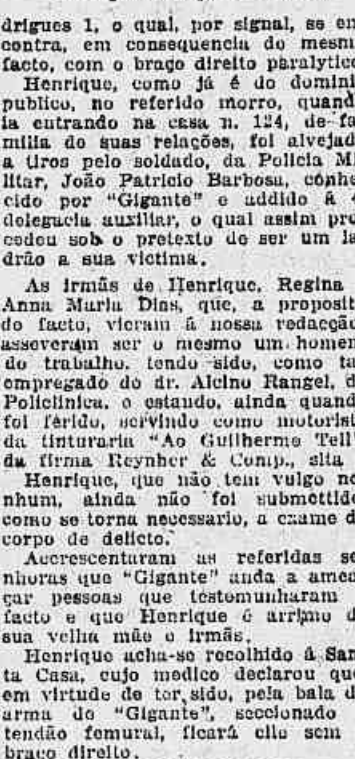 drigues 1, o qual, por signal, se en
contra, em consequencia do mesm
facto, com o braço direito paralytic
Henrique, como já é do domini
publico, no referido morro, quand
ia entrando na casa n. 124, de fa
milia de suas relações, foi alvejad
a tiros pelo soldado, da Policia M
litar, João Patricio Barbosa, conhe
cido por "Gigante" e addido á
delegacia auxiliar, o qual assim pro
cedeu sob o pretexto de ser um la
drão a sua victima.
As irmãs de Henrique, Regina
Anna Maria Dias, que, a proposit
do facto, vieram á nossa redacção
asseveram ser o mesmo um homen
do trabalho, tendo sido, como ta
empregado do dr. Alcino Rangel, d
Policlinica, e estando, ainda quand
foi ferido, servindo como motorist
da tinturaria "Ao Guilherme Tell"
da firma Reynher & Comp., sita
Henrique, que não tem vulgo ne
nhum, ainda não foi submettido
como se torna necessario, a exame d
corpo de delicto.
Accrescentaram as referidas se
nhoras que "Gigante" anda a amea
çar pessoas que testemunharam
facto e que Henrique é arrimo d
sua velha mãe e irmãs.
Henrique acha-se recolhido á San
ta Casa, cujo medico declarou que
em virtude de ter sido, pela bala d
arma de "Gigante", seccionado
tendão femural, ficará elle sem
braço direito.